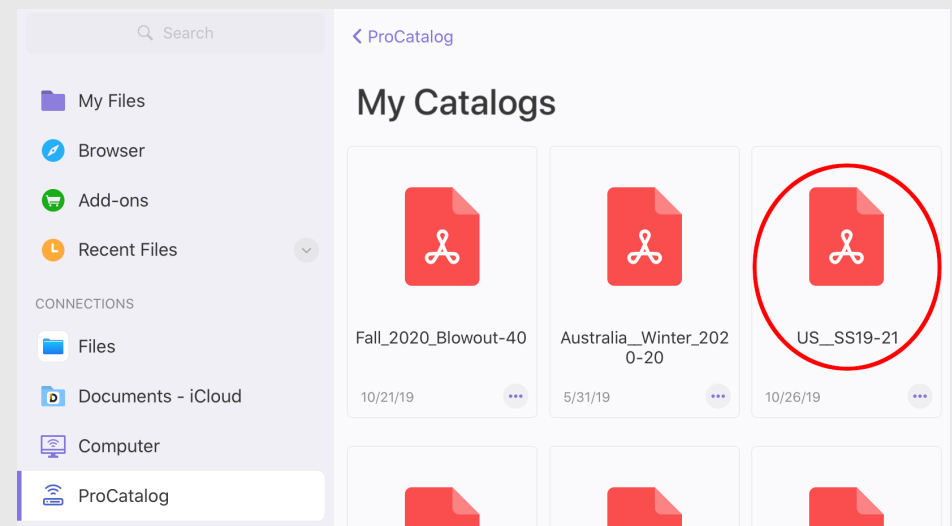 Search
My Files
Browser
Add-ons
Recent Files
CONNECTIONS
Files
Documents - iCloud
Computer
ProCatalog
ProCatalog
My Catalogs
Fall_2020_Blowout-40
10/21/19
Australia__Winter_202
0-20
5/31/19
US__SS19-21
10/26/19